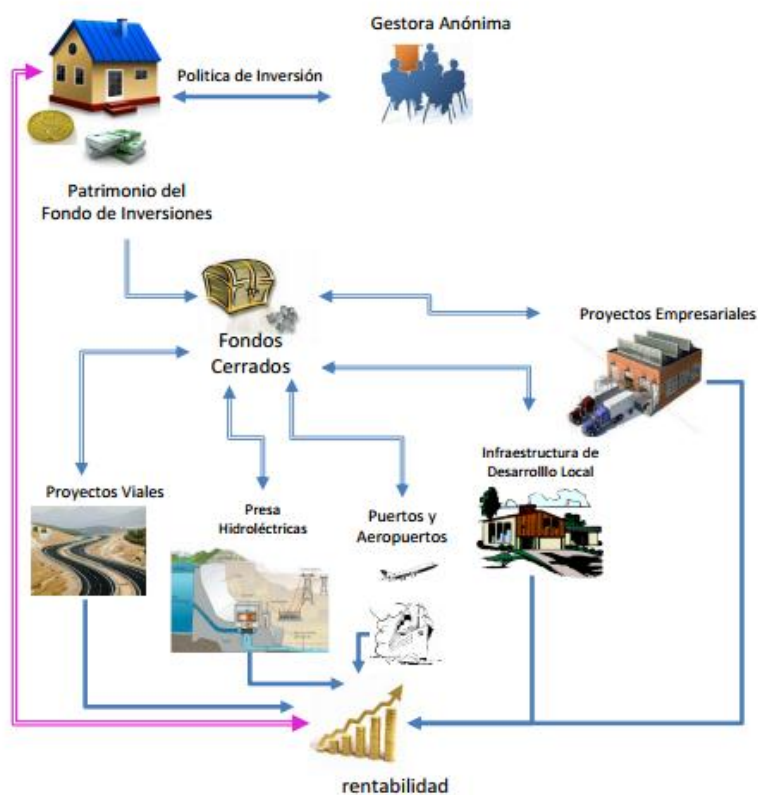 Gestora Anónima
Politica de Inversión
Patrimonio del
Fondo de Inversiones
Fondos
Cerrados
Proyectos Empresariales
Infraestructura de
Desarrolllo Local
Proyectos Viales
Presa
Hidroléctricas
Puertos y
Aeropuertos
rentabilidad